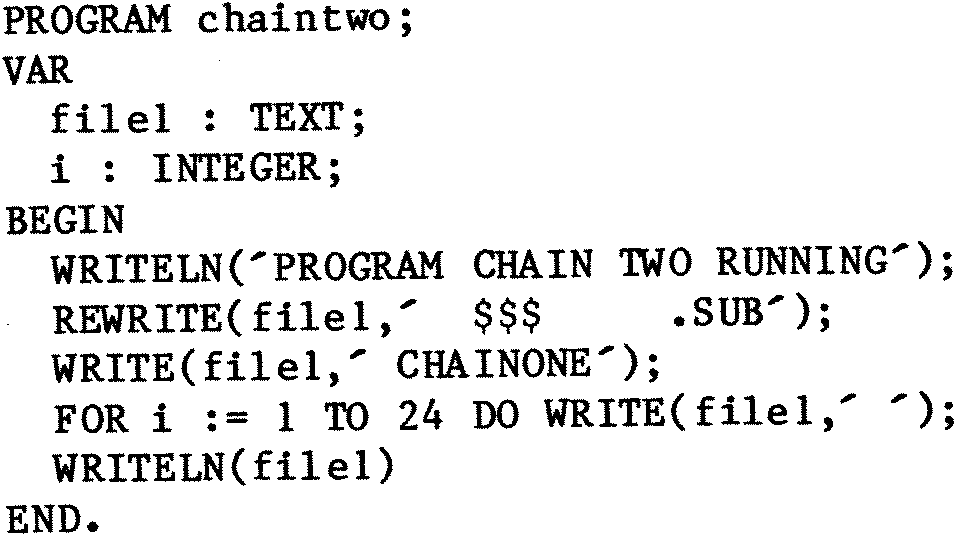 PROGRAM chaintwo;
VAR
  file1 : TEXT;
  i : INTEGER;
BEGIN
  WRITELN(´PROGRAM CHAIN TWO RUNNING´);
  REWRITE(file1,´  $$$     .SUB´);
  WRITE(file1,´ CHAINONE´);
  FOR i := 1 TO 24 DO WRITE(file1,´ ´);
  WRITELN(file1)
END.